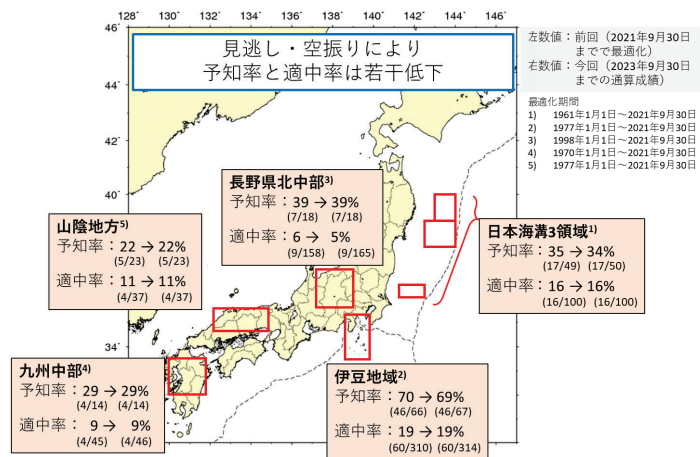 128° 130° 132° 134° 136° 138° 140° 142° 144° 146°
46°
44°
42°
40°
34°
128° 130° 132° 134° 136° 138° 140° 142° 144° 146°
見逃し・空振りにより
予知率と適中率は若干低下
左数値：前回（2021年9月30日
までで最適化）
右数値：今回（2023年9月30日
までの通算成績）
最適化期間
1) 1961年1月1日～2021年9月30日
2) 1977年1月1日～2021年9月30日
3) 1998年1月1日～2021年9月30日
4) 1970年1月1日～2021年9月30日
5) 1977年1月1日～2021年9月30日
長野県北中部3)
予知率：39 → 39%
(7/18) (7/18)
適中率： 6 → 5%
(9/158) (9/165)
山陰地方5)
予知率：22 → 22%
(5/23) (5/23)
適中率：11 → 11%
(4/37) (4/37)
日本海溝3領域1)
予知率：35 → 34%
(17/49) (17/50)
適中率：16 → 16%
(16/100) (16/100)
九州中部4)
予知率：29 → 29%
(4/14) (4/14)
適中率： 9 → 9%
(4/45) (4/46)
伊豆地域2)
予知率：70 → 69%
(46/66) (46/67)
適中率：19 → 19%
(60/310) (60/314)